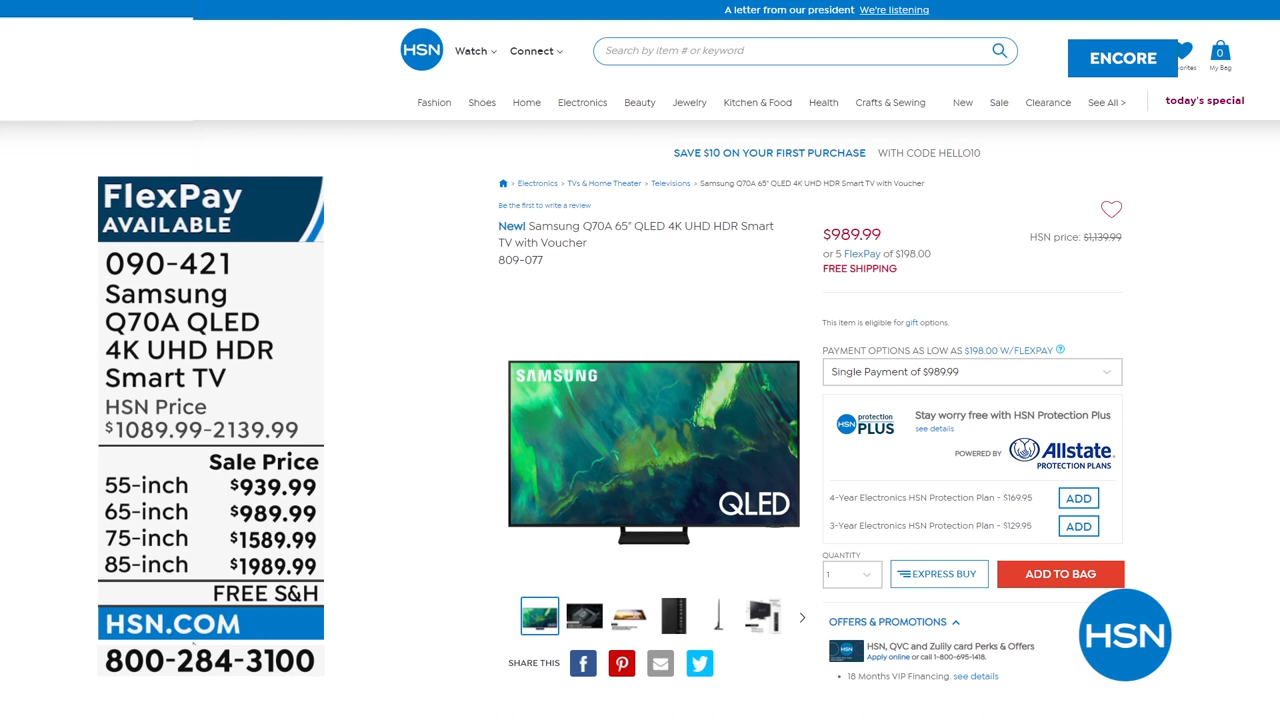 A letter from our president We're listening
HSN
Watch
Connect
Search by item # or keyword
ENCORE
0
My Bag
Fashion
Shoes
Home
Electronics
Beauty
Jewelry
Kitchen & Food
Health
Crafts & Sewing
New
Sale
Clearance
See All >
today's special
SAVE $10 ON YOUR FIRST PURCHASE WITH CODE HELLO10
FlexPay
AVAILABLE
090-421
Samsung
Q70A QLED
4K UHD HDR
Smart TV
HSN Price
$1089.99-2139.99
Sale Price
55-inch $939.99
65-inch $989.99
75-inch $1589.99
85-inch $1989.99
FREE S&H
HSN.COM
800-284-3100
> Electronics > TVs & Home Theater > Televisions > Samsung Q70A 65" QLED 4K UHD HDR Smart TV with Voucher
Be the first to write a review
New! Samsung Q70A 65" QLED 4K UHD HDR Smart
TV with Voucher
809-077
SAMSUNG
QLED
SHARE THIS
$989.99
HSN price: $1,139.99
or 5 FlexPay of $198.00
FREE SHIPPING
This item is eligible for gift options.
PAYMENT OPTIONS AS LOW AS $198.00 W/FLEXPAY ?
Single Payment of $989.99
HSN protection PLUS
Stay worry free with HSN Protection Plus
see details
POWERED BY
Allstate
PROTECTION PLANS
4-Year Electronics HSN Protection Plan - $169.95 ADD
3-Year Electronics HSN Protection Plan - $129.95 ADD
QUANTITY
1
EXPRESS BUY
ADD TO BAG
OFFERS & PROMOTIONS
HSN, QVC and Zulily card Perks & Offers
Apply online or call 1-800-695-1418.
• 18 Months VIP Financing. see details
HSN